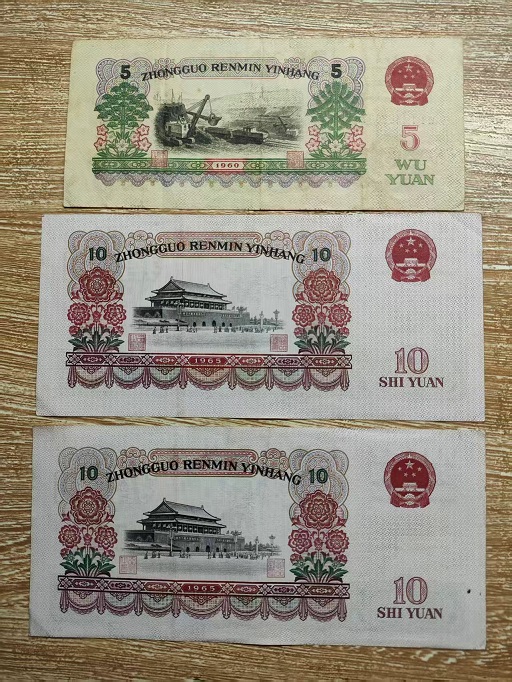 5 ZHONGGUO RENMIN YINHANG 5
5
WU
YUAN
1960
10 ZHONGGUO RENMIN YINHANG 10
1965
10
SHI YUAN
10 ZHONGGUO RENMIN YINHANG 10
1965
10
SHI YUAN